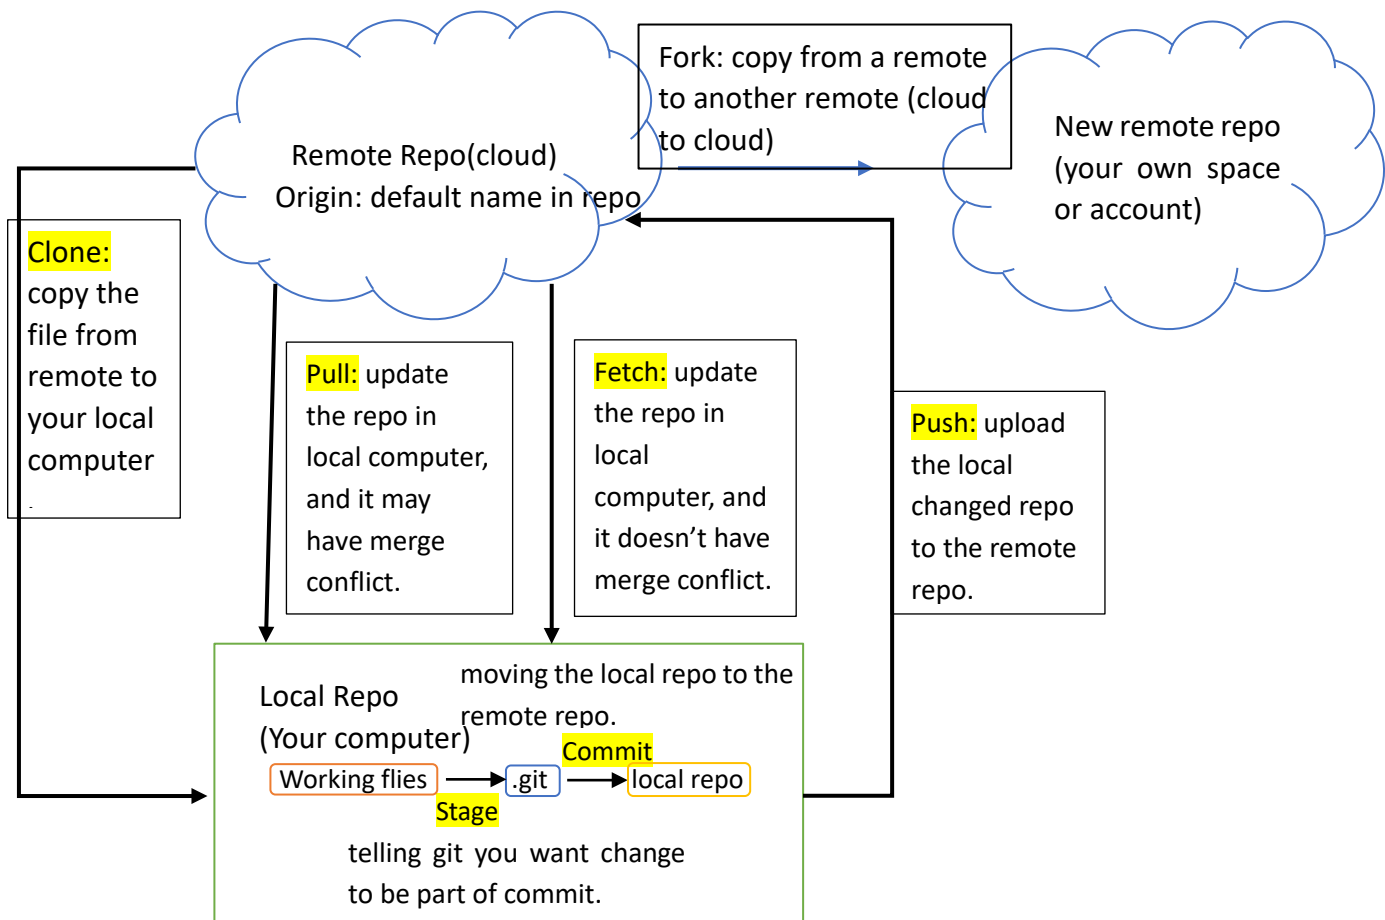 Fork: copy from a remote
to another remote (cloud
to cloud)
Remote Repo(cloud)
Origin: default name in repo
New remote repo
(your own space
or account)
Clone:
copy the
file from
remote to
your local
computer
.
Pull: update
the repo in
local computer,
and it may
have merge
conflict.
Fetch: update
the repo in
local
computer, and
it doesn’t have
merge conflict.
Push: upload
the local
changed repo
to the remote
repo.
Local Repo
(Your computer)
moving the local repo to the
remote repo.
Commit
Working flies
.git
local repo
Stage
telling git you want change
to be part of commit.